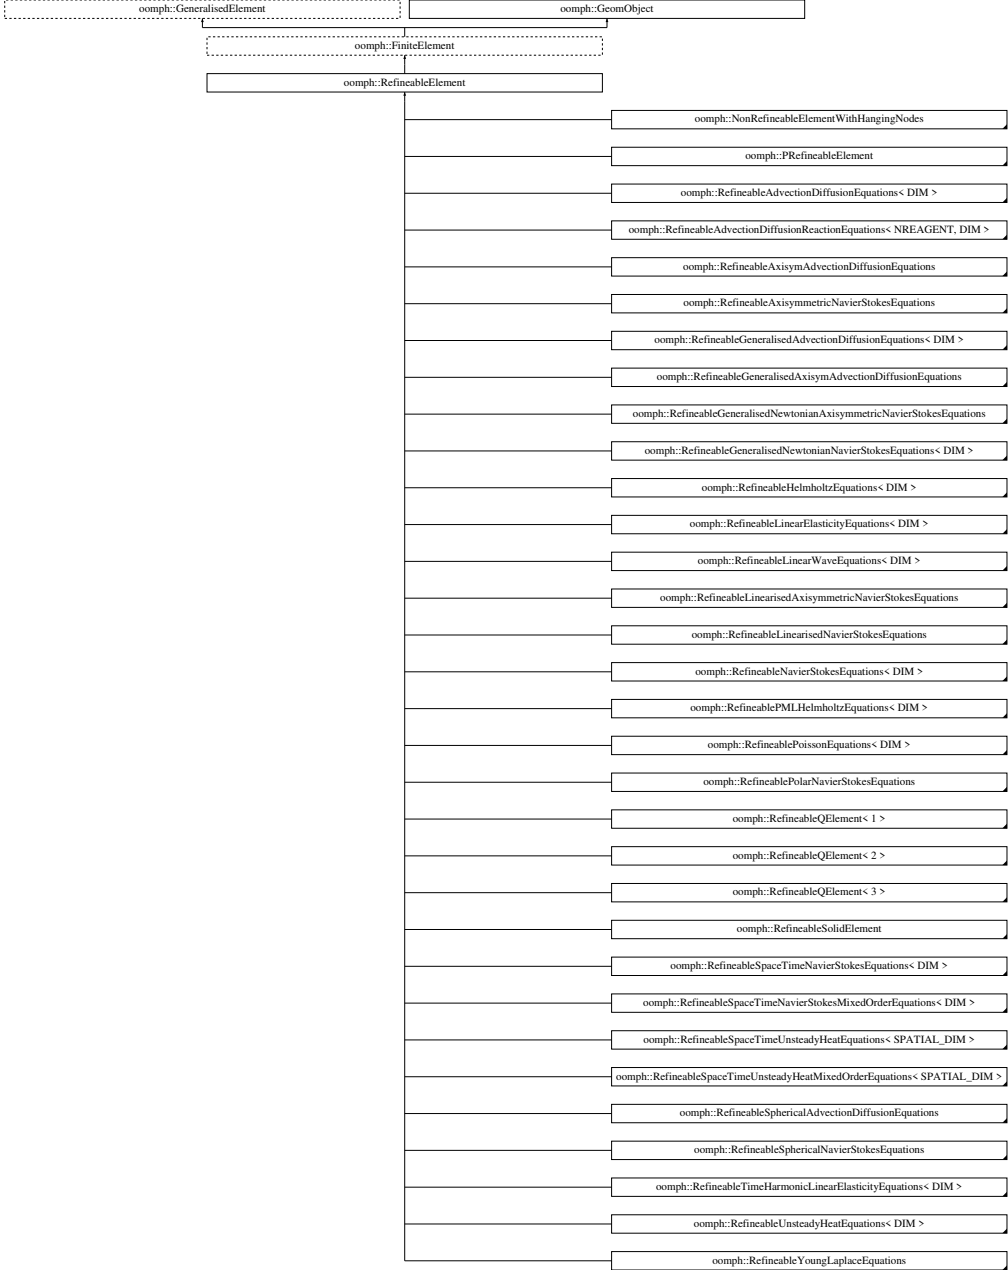 oomph::GeneralisedElement
oomph::GeomObject
oomph::FiniteElement
oomph::RefineableElement
oomph::NonRefineableElementWithHangingNodes
oomph::PRefineableElement
oomph::RefineableAdvectionDiffusionEquations< DIM >
oomph::RefineableAdvectionDiffusionReactionEquations< NREAGENT, DIM >
oomph::RefineableAxisymAdvectionDiffusionEquations
oomph::RefineableAxisymmetricNavierStokesEquations
oomph::RefineableGeneralisedAdvectionDiffusionEquations< DIM >
oomph::RefineableGeneralisedAxisymAdvectionDiffusionEquations
oomph::RefineableGeneralisedNewtonianAxisymmetricNavierStokesEquations
oomph::RefineableGeneralisedNewtonianNavierStokesEquations< DIM >
oomph::RefineableHelmholtzEquations< DIM >
oomph::RefineableLinearElasticityEquations< DIM >
oomph::RefineableLinearWaveEquations< DIM >
oomph::RefineableLinearisedAxisymmetricNavierStokesEquations
oomph::RefineableLinearisedNavierStokesEquations
oomph::RefineableNavierStokesEquations< DIM >
oomph::RefineablePMLHelmholtzEquations< DIM >
oomph::RefineablePoissonEquations< DIM >
oomph::RefineablePolarNavierStokesEquations
oomph::RefineableQElement< 1 >
oomph::RefineableQElement< 2 >
oomph::RefineableQElement< 3 >
oomph::RefineableSolidElement
oomph::RefineableSpaceTimeNavierStokesEquations< DIM >
oomph::RefineableSpaceTimeNavierStokesMixedOrderEquations< DIM >
oomph::RefineableSpaceTimeUnsteadyHeatEquations< SPATIAL_DIM >
oomph::RefineableSpaceTimeUnsteadyHeatMixedOrderEquations< SPATIAL_DIM >
oomph::RefineableSphericalAdvectionDiffusionEquations
oomph::RefineableSphericalNavierStokesEquations
oomph::RefineableTimeHarmonicLinearElasticityEquations< DIM >
oomph::RefineableUnsteadyHeatEquations< DIM >
oomph::RefineableYoungLaplaceEquations